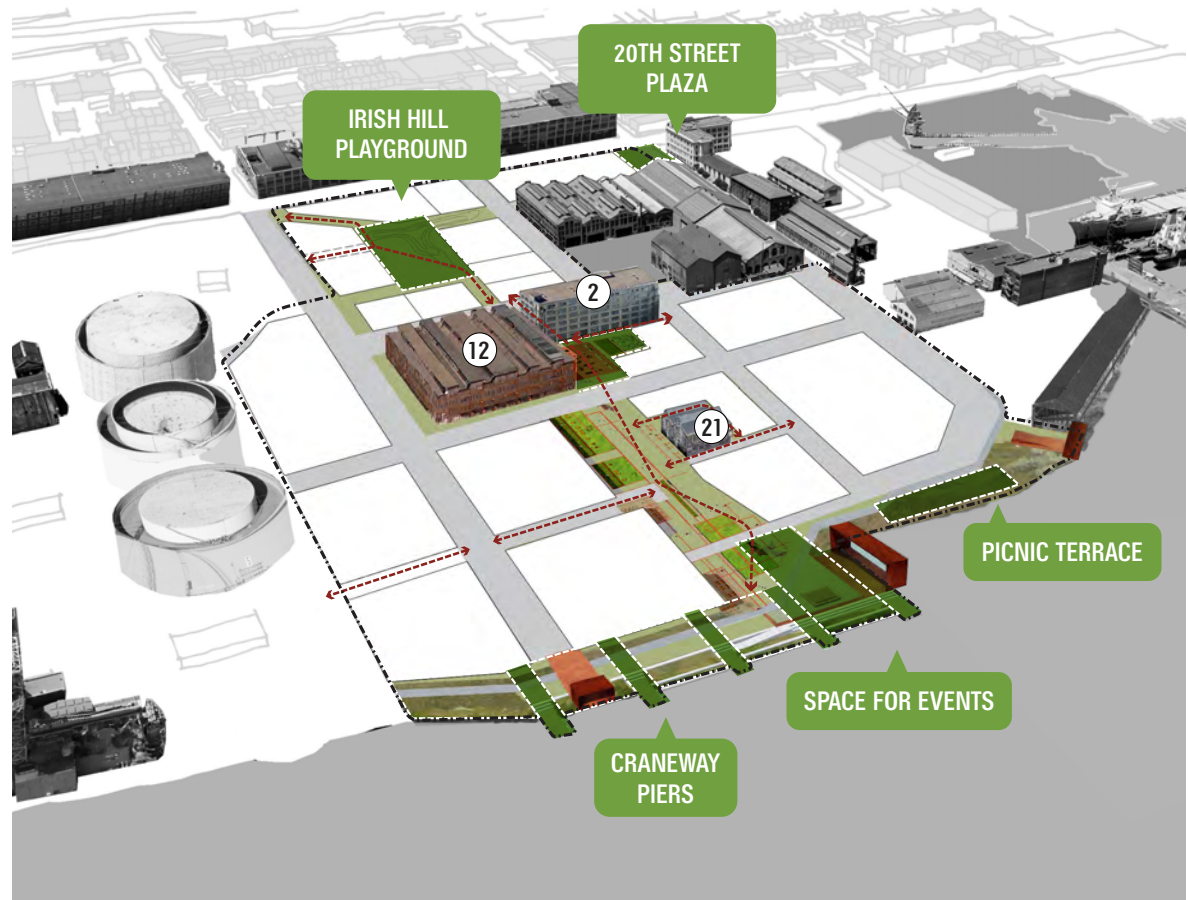 20TH STREET
PLAZA
IRISH HILL
PLAYGROUND
2
12
21
PICNIC TERRACE
SPACE FOR EVENTS
CRANEWAY
PIERS